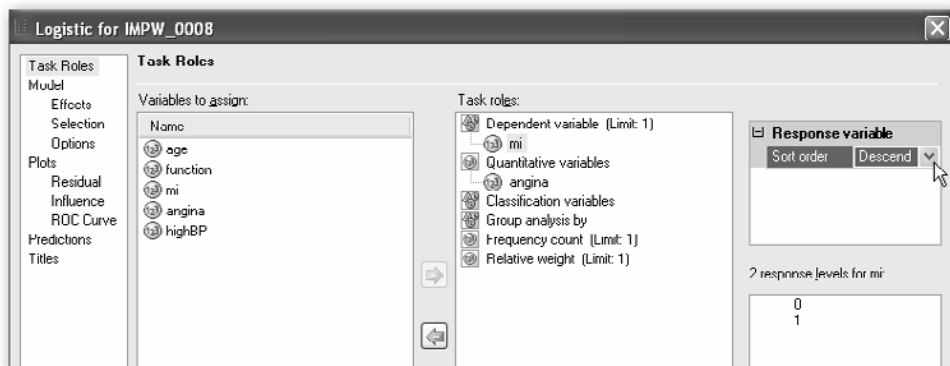 Logistic for IMPW_0008
Task Roles
Model
Effects
Selection
Options
Plots
Residual
Influence
ROC Curve
Predictions
Titles
Task Roles
Variables to assign:
Name
age
function
mi
angina
highBP
Task roles:
Dependent variable (Limit: 1)
mi
Quantitative variables
angina
Classification variables
Group analysis by
Frequency count (Limit: 1)
Relative weight (Limit: 1)
Response variable
Sort order Descend
2 response levels for mi:
0
1